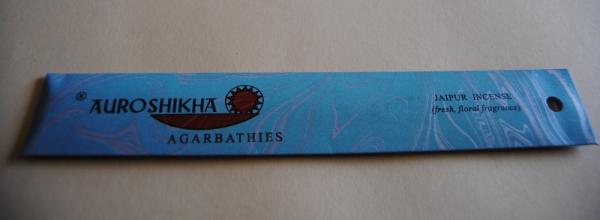 ® AUROSHIKHA
AGARBATHIES
JAIPUR INCENSE
(fresh, floral fragrance)